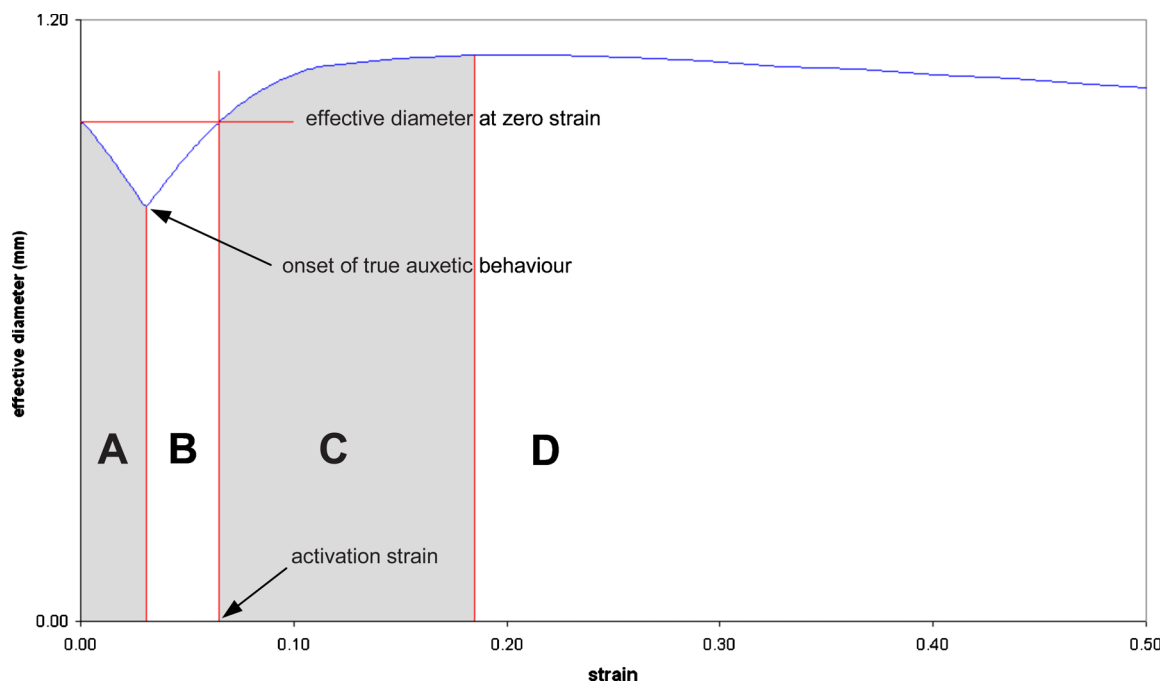 1.20
effective diameter at zero strain
onset of true auxetic behaviour
effective diameter (mm)
A
B
C
D
activation strain
0.00
0.00
0.10
0.20
0.30
0.40
0.50
strain